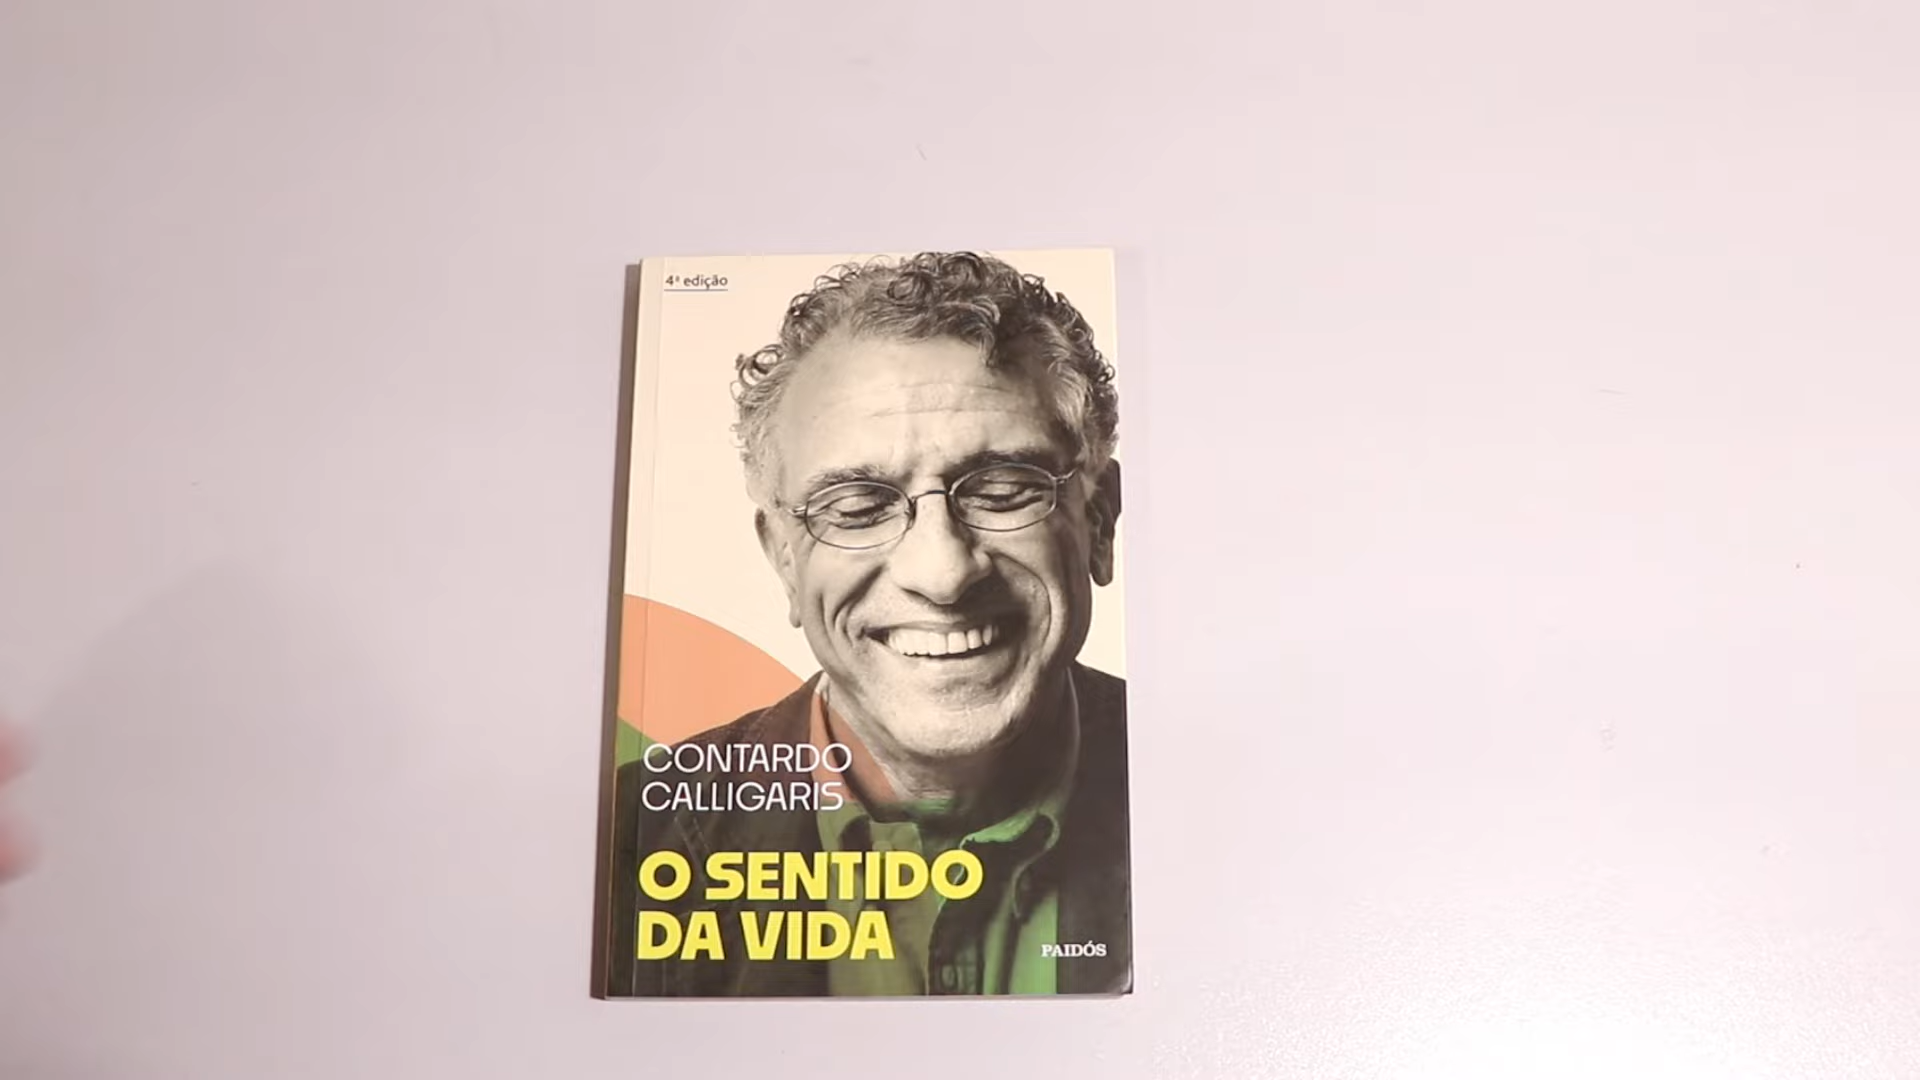 4ª edição
CONTARDO
CALLIGARIS
O SENTIDO
DA VIDA
PAIDÓS